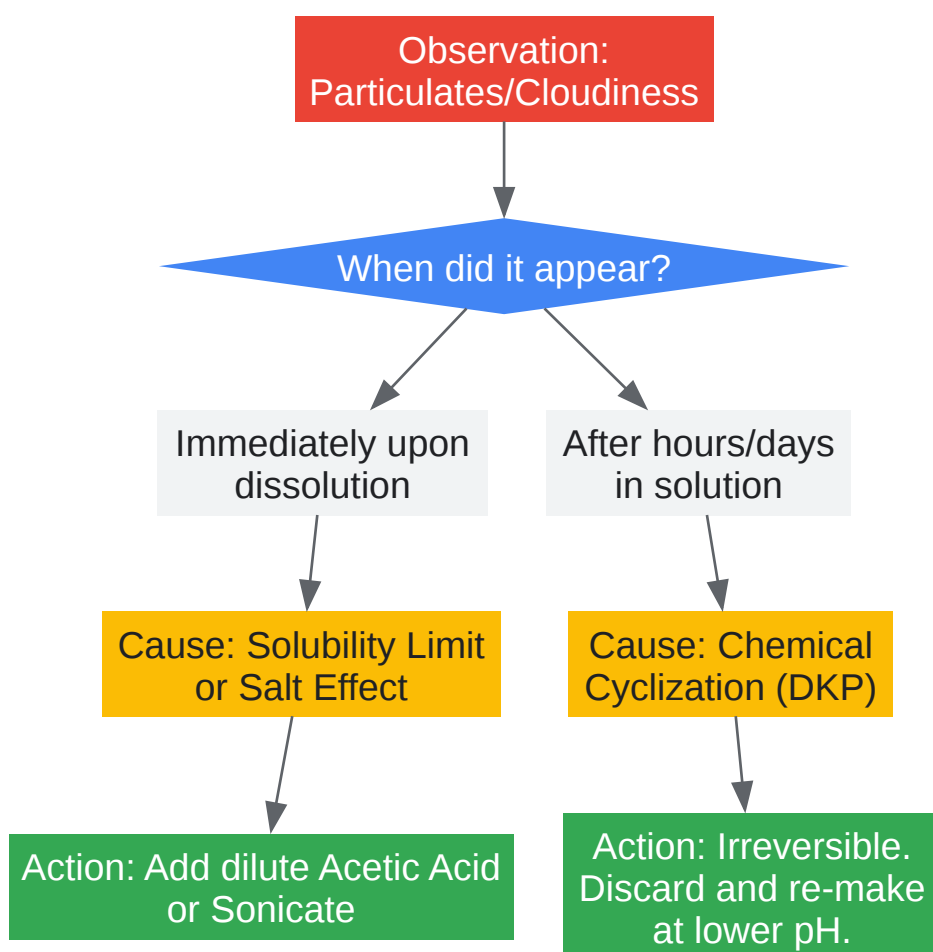 Observation:
Particulates/Cloudiness
When did it appear?
Immediately upon
dissolution
After hours/days
in solution
Cause: Solubility Limit
or Salt Effect
Cause: Chemical
Cyclization (DKP)
Action: Add dilute Acetic Acid
or Sonicate
Action: Irreversible.
Discard and re-make
at lower pH.